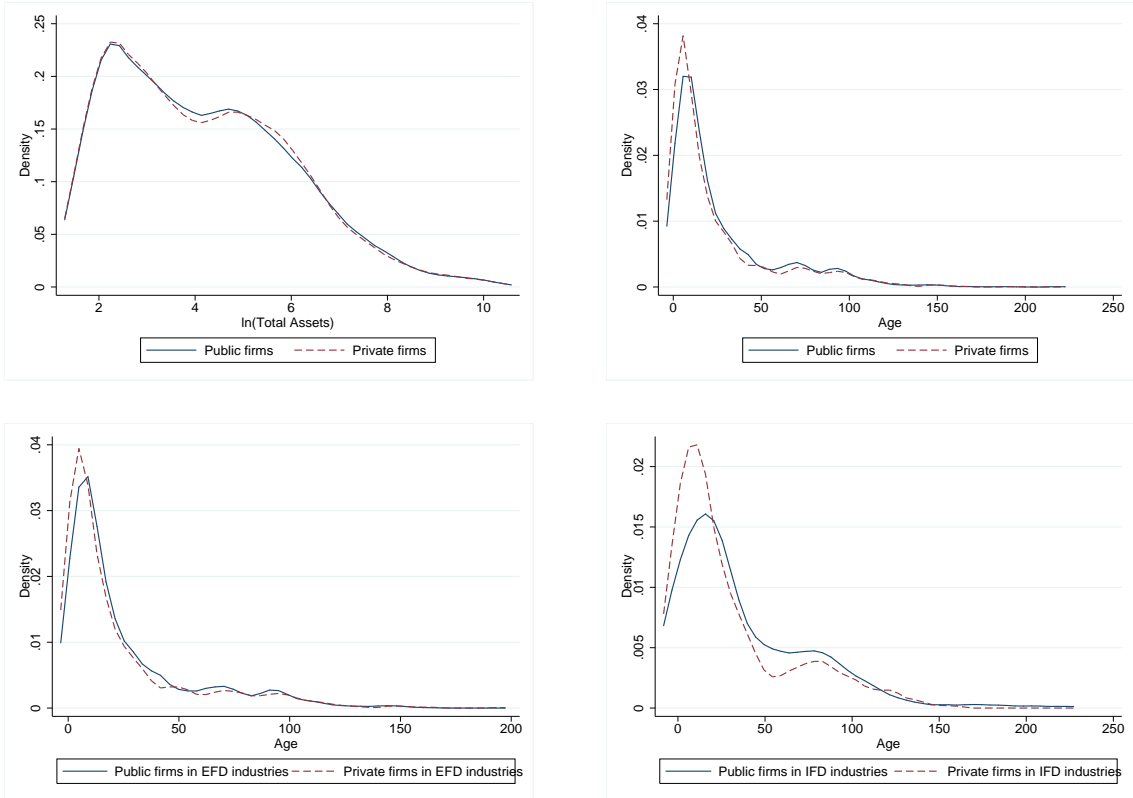 Density
.25
.2
.15
.1
.05
0
2 4 6 8 10
ln(Total Assets)
Public firms Private firms
Density
.04
.03
.02
.01
0
0 50 100 150 200 250
Age
Public firms Private firms
Density
.04
.03
.02
.01
0
0 50 100 150 200
Age
Public firms in EFD industries Private firms in EFD industries
Density
.02
.015
.01
.005
0
0 50 100 150 200 250
Age
Public firms in IFD industries Private firms in IFD industries